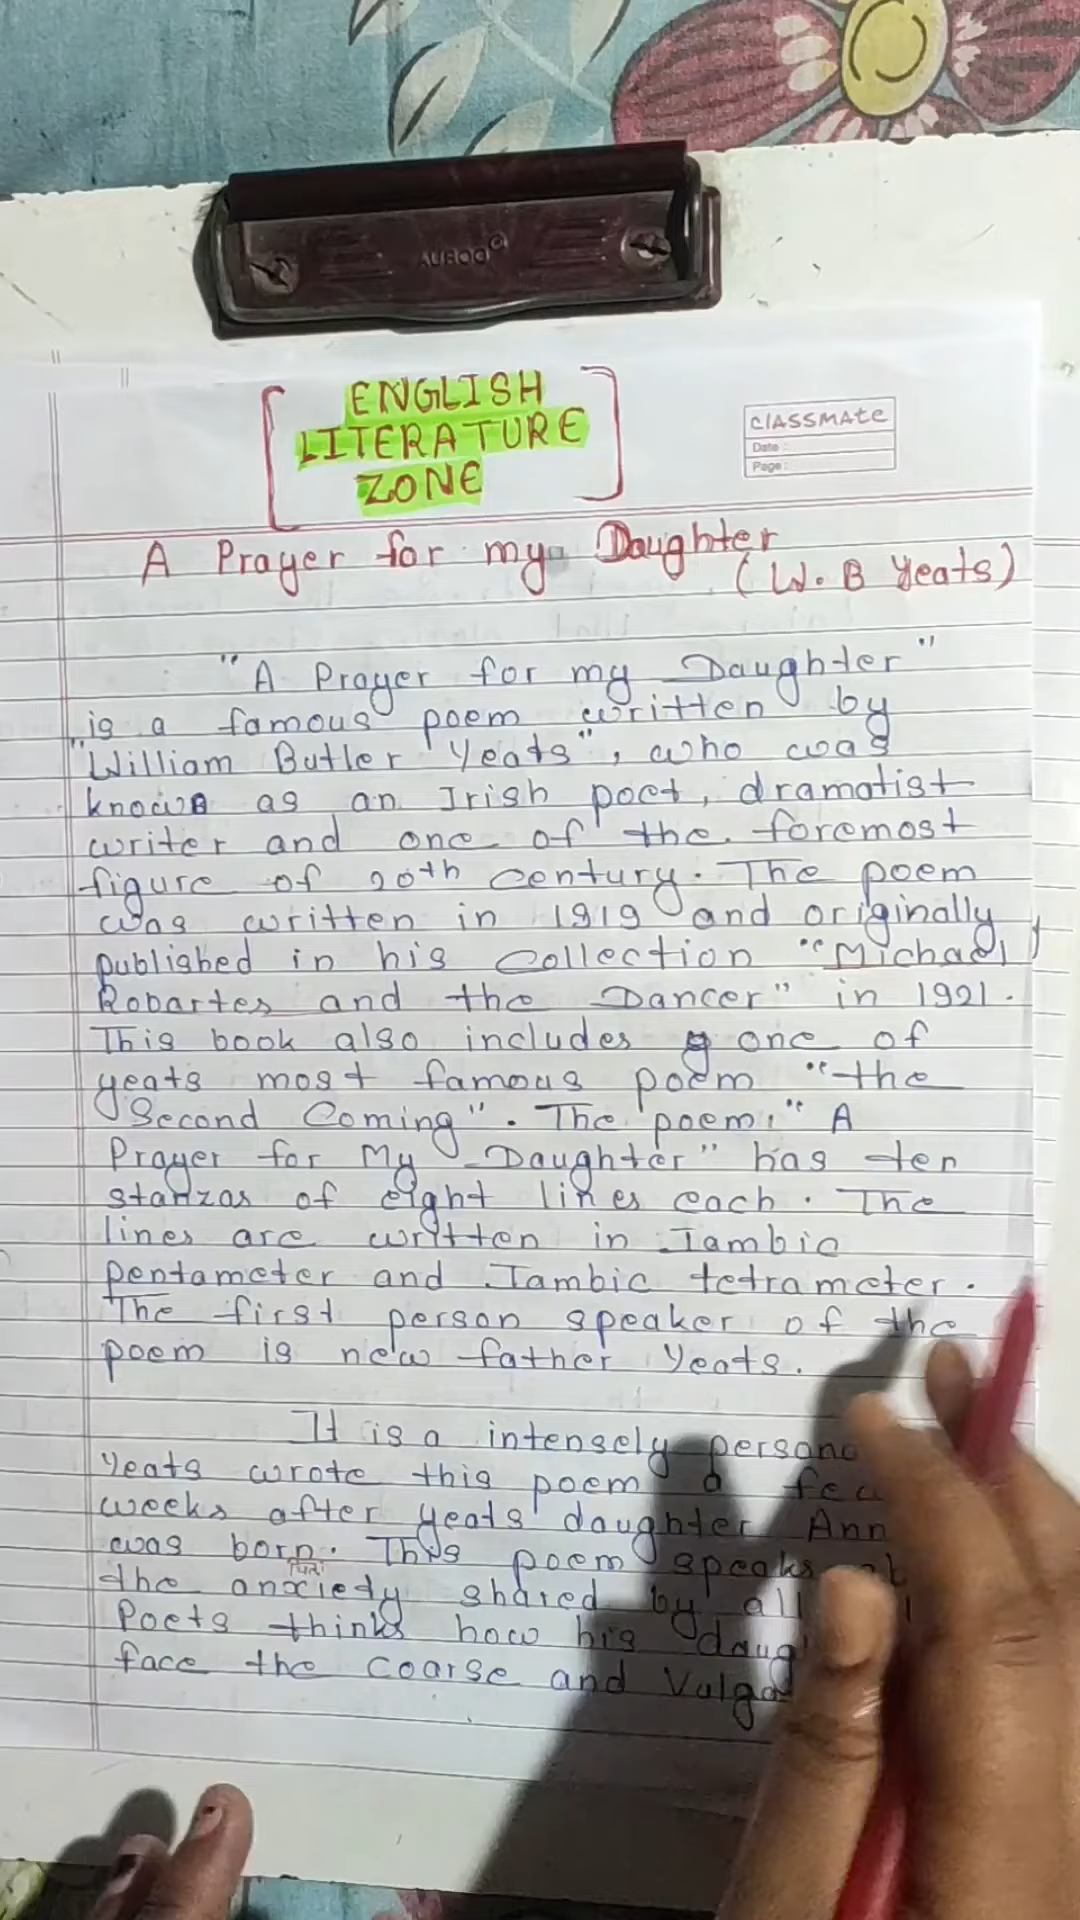 AUROO©
ENGLISH
LITERATURE
ZONE
CLASSMATE
Date :
Page :
A Prayer for my Daughter
(W. B Yeats)
"A Prayer for my Daughter"
is a famous poem written by
"William Butler Yeats", who was
known as an Irish poet, dramatist
writer and one of the foremost
figure of 20th century. The poem
was written in 1919 and originally
published in his collection "Michael
Robartes and the Dancer" in 1921.
This book also includes one of
yeats most famous poem "the
Second Coming". The poem "A
Prayer for My Daughter" has ten
stanzas of eight lines each. The
lines are written in Iambic
pentameter and Iambic tetrameter.
The first person speaker of the
poem is new father Yeats.
It is a intensely
Yeats wrote this poem a
weeks after yeats daughter
was born. This poem speaks
the anxiety shared by all
Poets thinks how his
face the coarse and